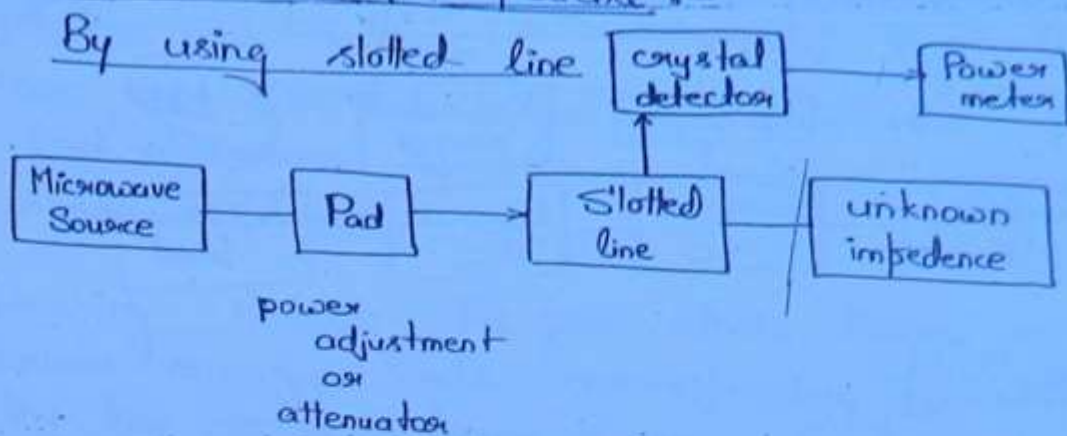 By using slotted line
crystal
detector
Power
meter
Microwave
Source
Pad
Slotted
line
unknown
impedence
power
adjustment
or
attenuator